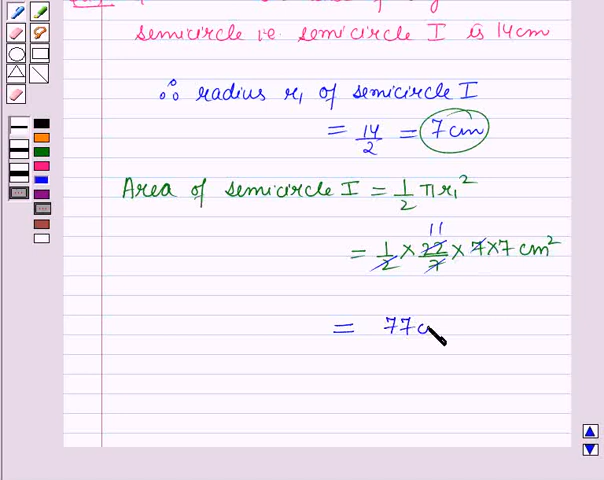 semicircle i.e. semicircle I is 14cm
∴ radius r₁ of semicircle I
= 14/2 = 7cm
Area of semicircle I = 1/2 πr₁²
11
= 1/2 × 22/7 × 7×7 cm²
= 77c